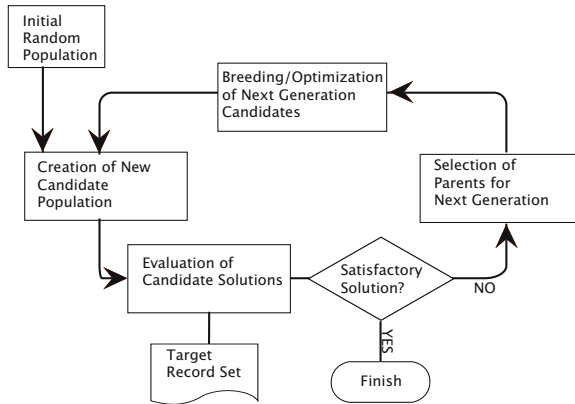 Initial
Random
Population
Breeding/Optimization
of Next Generation
Candidates
Creation of New
Candidate
Population
Selection of
Parents for
Next Generation
Evaluation of
Candidate Solutions
Satisfactory
Solution?
NO
YES
Target
Record Set
Finish